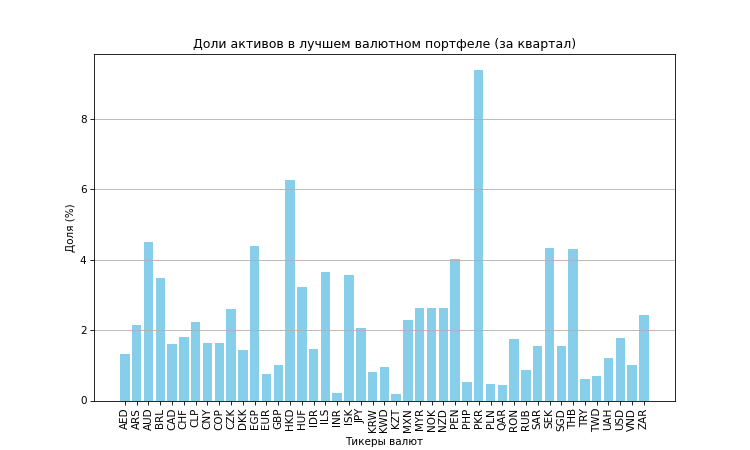 Доли активов в лучшем валютном портфеле (за квартал)
Доля (%)
8
6
4
2
0
AED ARS AUD BRL CAD CHF CLP CNY COP CZK DKK EGP EUR GBP HKD HUF IDR ILS INR ISK JPY KRW KWD KZT MXN MYR NOK NZD PEN PHP PKR PLN QAR RON RUB SAR SEK SGD THB TRY TWD UAH USD VND ZAR
Тикеры валют